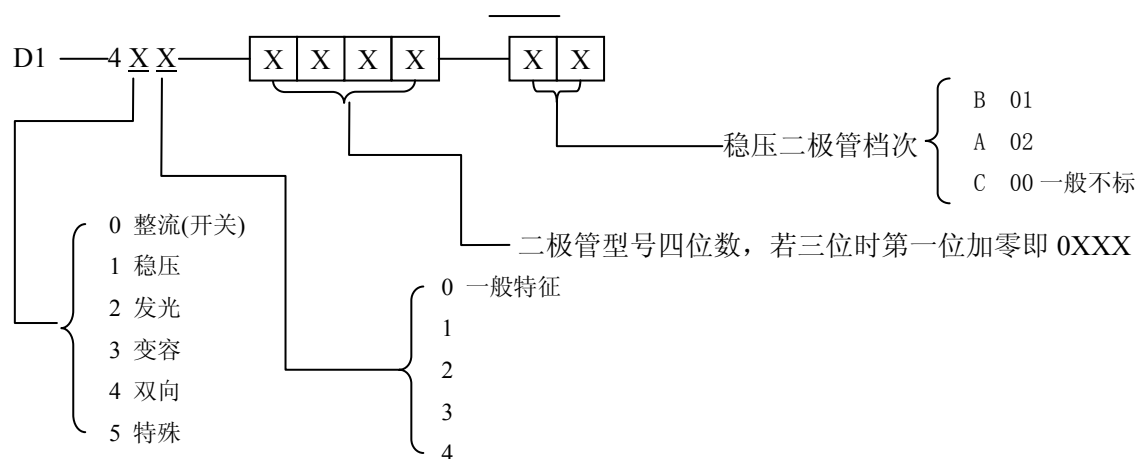 D1 4 X X X X X X X X
B 01
稳压二极管档次 A 02
C 00 一般不标
二极管型号四位数，若三位时第一位加零即 0XXX
0 整流(开关)
1 稳压
2 发光
3 变容
4 双向
5 特殊
0 一般特征
1
2
3
4